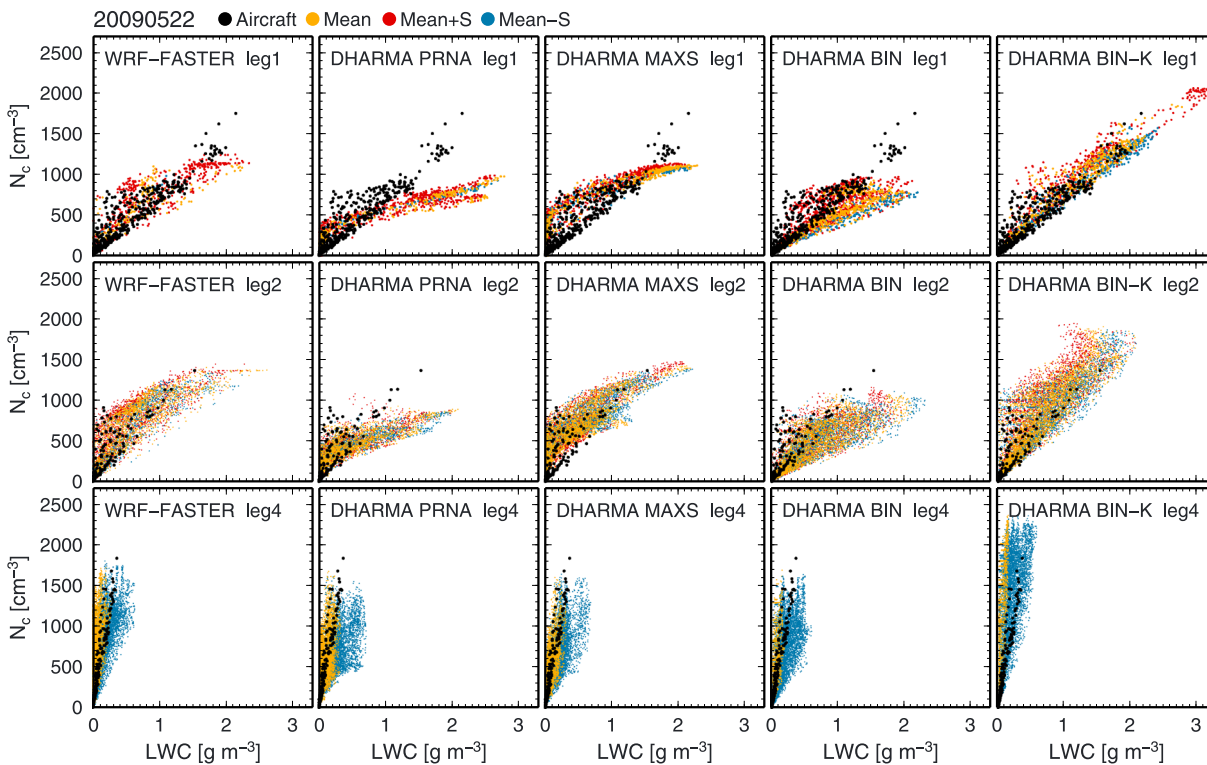 20090522 Aircraft Mean Mean+S Mean−S
WRF−FASTER leg1 DHARMA PRNA leg1 DHARMA MAXS leg1 DHARMA BIN leg1 DHARMA BIN−K leg1
2500
2000
1500
1000
500
0
N_c [cm⁻³]
WRF−FASTER leg2 DHARMA PRNA leg2 DHARMA MAXS leg2 DHARMA BIN leg2 DHARMA BIN−K leg2
2500
2000
1500
1000
500
0
N_c [cm⁻³]
WRF−FASTER leg4 DHARMA PRNA leg4 DHARMA MAXS leg4 DHARMA BIN leg4 DHARMA BIN−K leg4
2500
2000
1500
1000
500
0
N_c [cm⁻³]
0 1 2 3 0 1 2 3 0 1 2 3 0 1 2 3 0 1 2 3
LWC [g m⁻³] LWC [g m⁻³] LWC [g m⁻³] LWC [g m⁻³] LWC [g m⁻³]